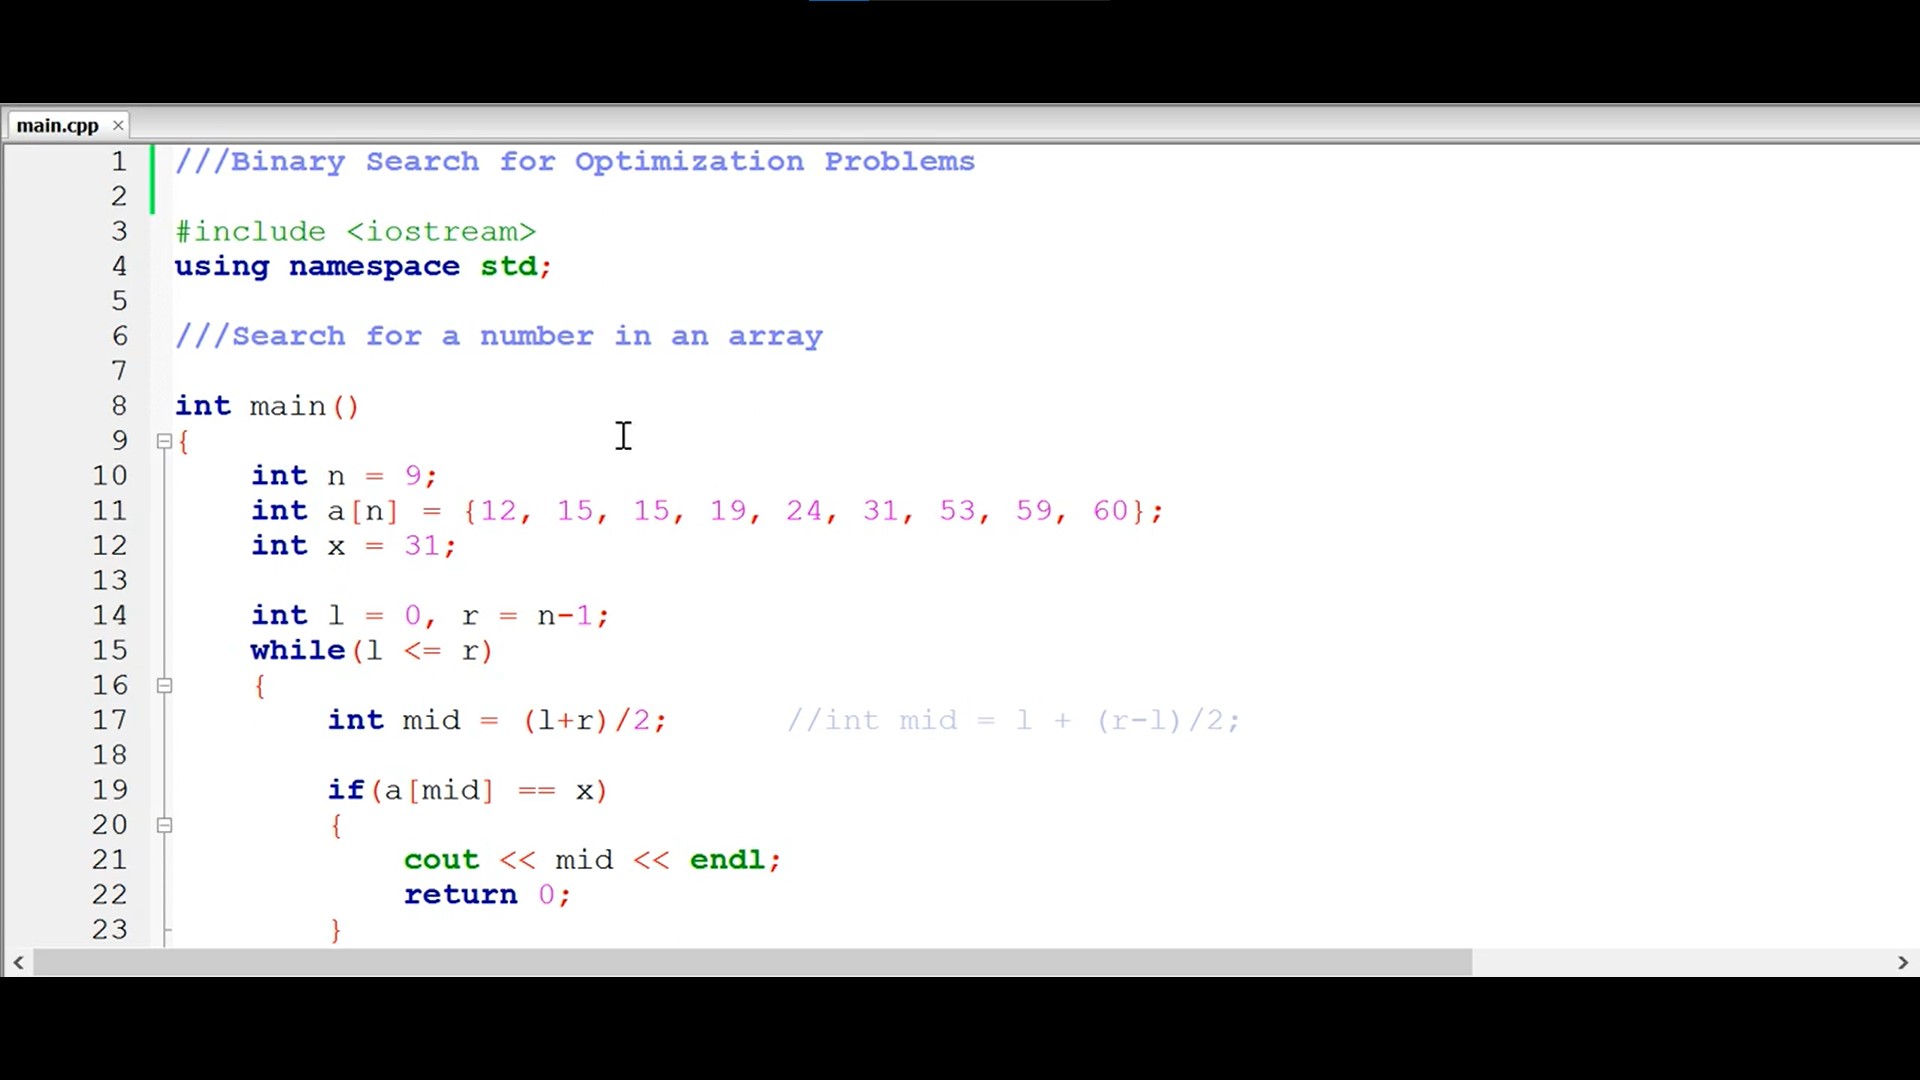 main.cpp ×
1 ///Binary Search for Optimization Problems
2
3 #include <iostream>
4 using namespace std;
5
6 ///Search for a number in an array
7
8 int main()
9 {
10 int n = 9;
11 int a[n] = {12, 15, 15, 19, 24, 31, 53, 59, 60};
12 int x = 31;
13
14 int l = 0, r = n-1;
15 while(l <= r)
16 {
17 int mid = (l+r)/2; //int mid = l + (r-l)/2;
18
19 if(a[mid] == x)
20 {
21 cout << mid << endl;
22 return 0;
23 }